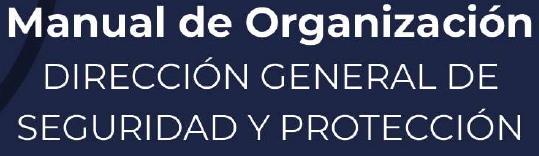 Manual de Organización
DIRECCIÓN GENERAL DE
SEGURIDAD Y PROTECCIÓN